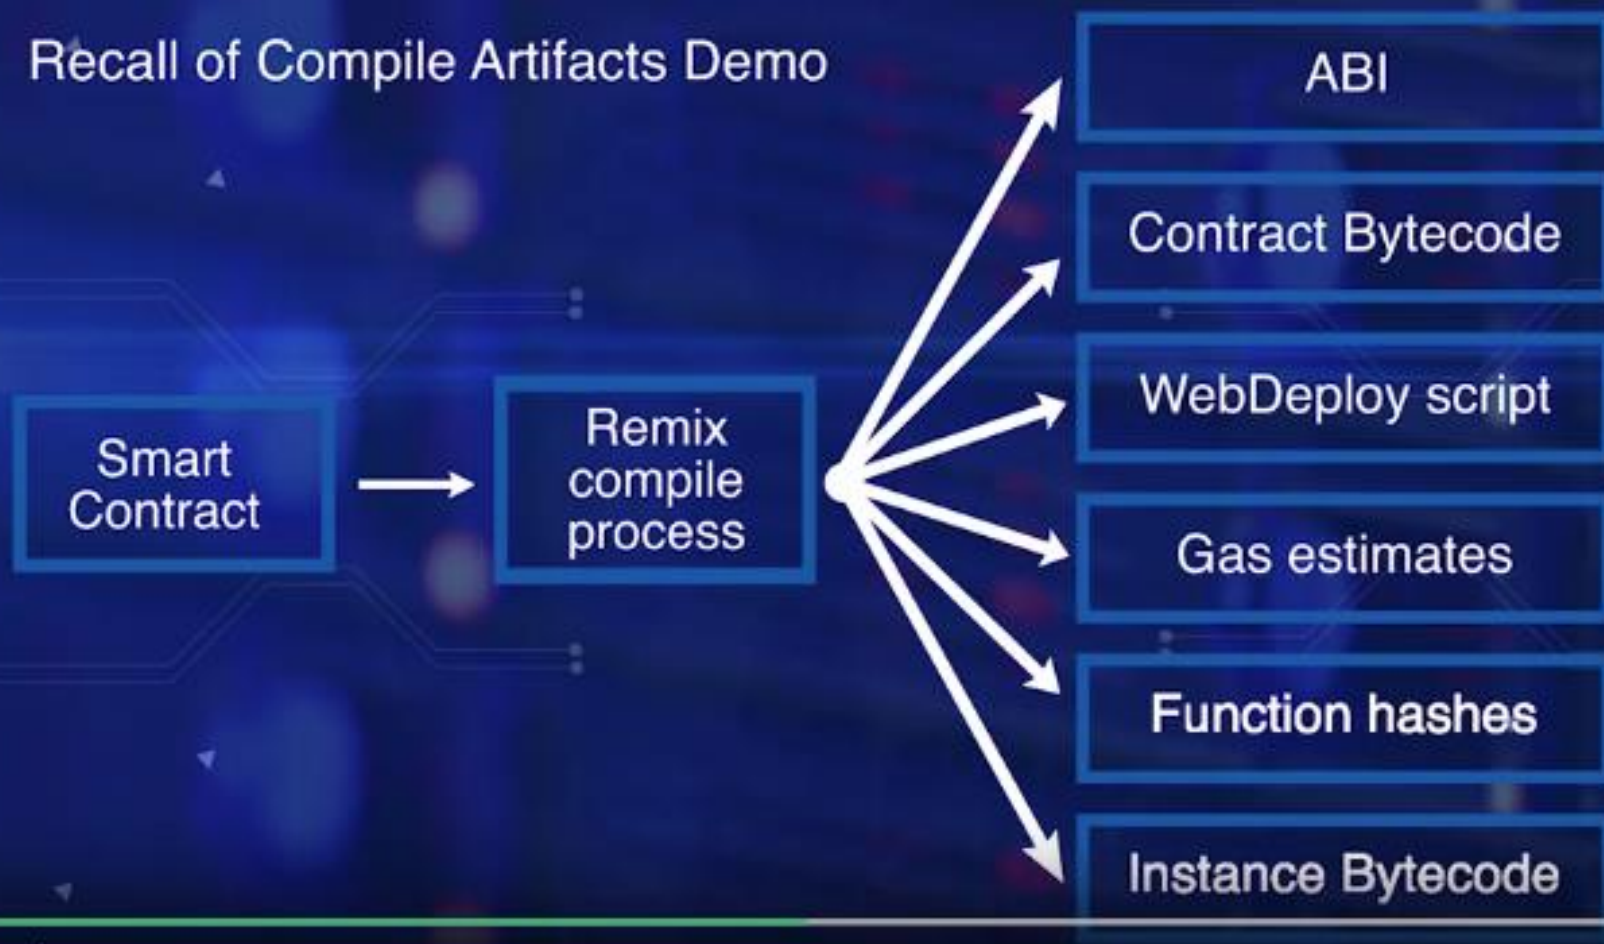 Recall of Compile Artifacts Demo
Smart
Contract
Remix
compile
process
ABI
Contract Bytecode
WebDeploy script
Gas estimates
Function hashes
Instance Bytecode